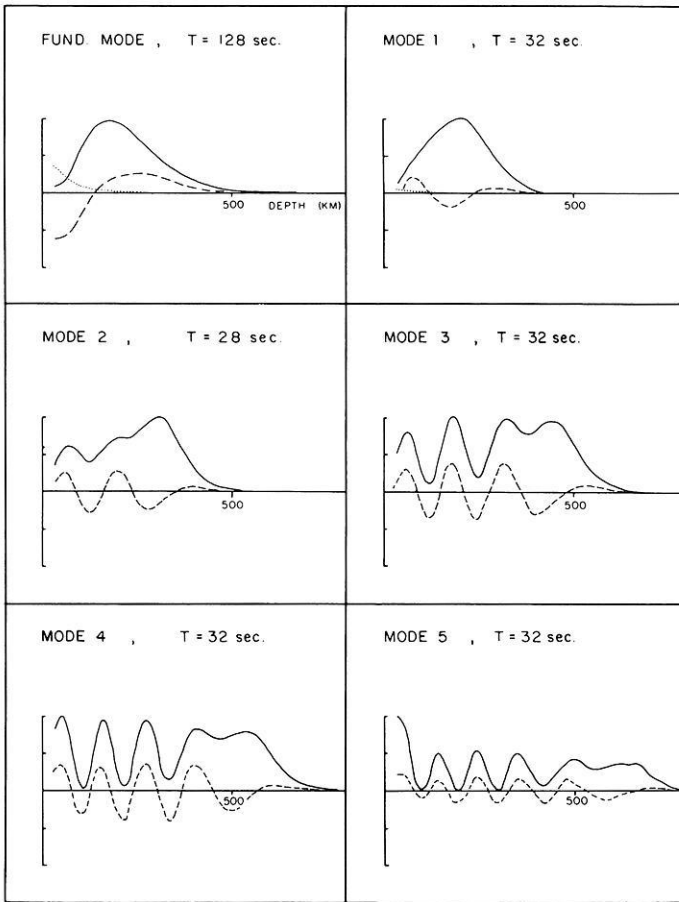 FUND. MODE , T = 128 sec.
500 DEPTH (KM)
MODE 1 , T = 32 sec.
500
MODE 2 , T = 28 sec.
500
MODE 3 , T = 32 sec.
500
MODE 4 , T = 32 sec.
500
MODE 5 , T = 32 sec.
500